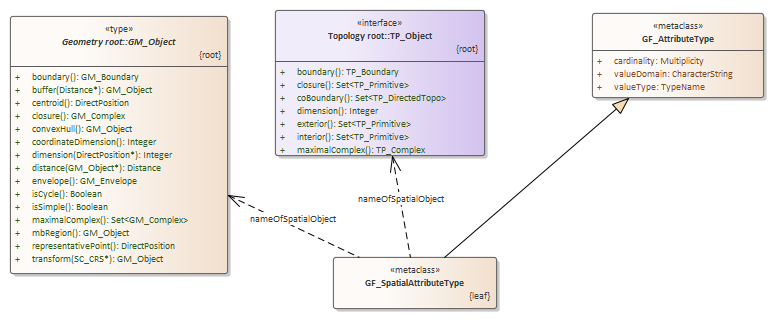 «type»
Geometry root::GM_Object
{root}
+ boundary(): GM_Boundary
+ buffer(Distance*): GM_Object
+ centroid(): DirectPosition
+ closure(): GM_Complex
+ convexHull(): GM_Object
+ coordinateDimension(): Integer
+ dimension(DirectPosition*): Integer
+ distance(GM_Object*): Distance
+ envelope(): GM_Envelope
+ isCycle(): Boolean
+ isSimple(): Boolean
+ maximalComplex(): Set<GM_Complex>
+ mbRegion(): GM_Object
+ representativePoint(): DirectPosition
+ transform(SC_CRS*): GM_Object
«interface»
Topology root::TP_Object
{root}
+ boundary(): TP_Boundary
+ closure(): Set<TP_Primitive>
+ coBoundary(): Set<TP_DirectedTopo>
+ dimension(): Integer
+ exterior(): Set<TP_Primitive>
+ interior(): Set<TP_Primitive>
+ maximalComplex(): TP_Complex
«metaclass»
GF_AttributeType
+ cardinality: Multiplicity
+ valueDomain: CharacterString
+ valueType: TypeName
nameOfSpatialObject
nameOfSpatialObject
«metaclass»
GF_SpatialAttributeType
{leaf}